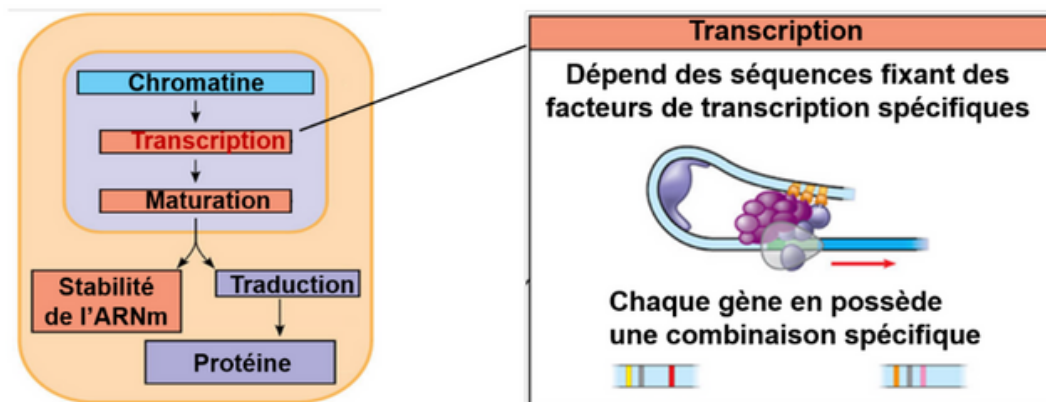 Chromatine
Transcription
Maturation
Stabilité
de l'ARNm
Traduction
Protéine
Transcription
Dépend des séquences fixant des
facteurs de transcription spécifiques
Chaque gène en possède
une combinaison spécifique